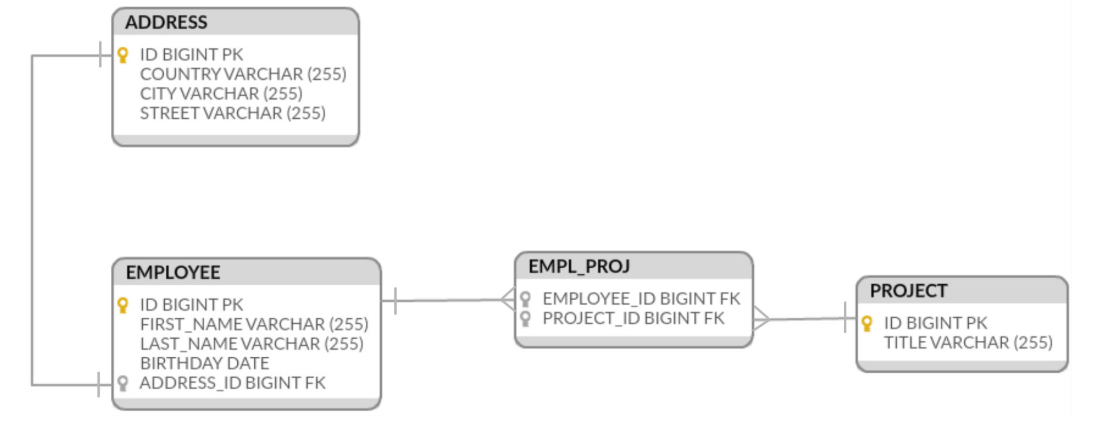 ADDRESS
ID BIGINT PK
COUNTRY VARCHAR (255)
CITY VARCHAR (255)
STREET VARCHAR (255)
EMPLOYEE
ID BIGINT PK
FIRST_NAME VARCHAR (255)
LAST_NAME VARCHAR (255)
BIRTHDAY DATE
ADDRESS_ID BIGINT FK
EMPL_PROJ
EMPLOYEE_ID BIGINT FK
PROJECT_ID BIGINT FK
PROJECT
ID BIGINT PK
TITLE VARCHAR (255)